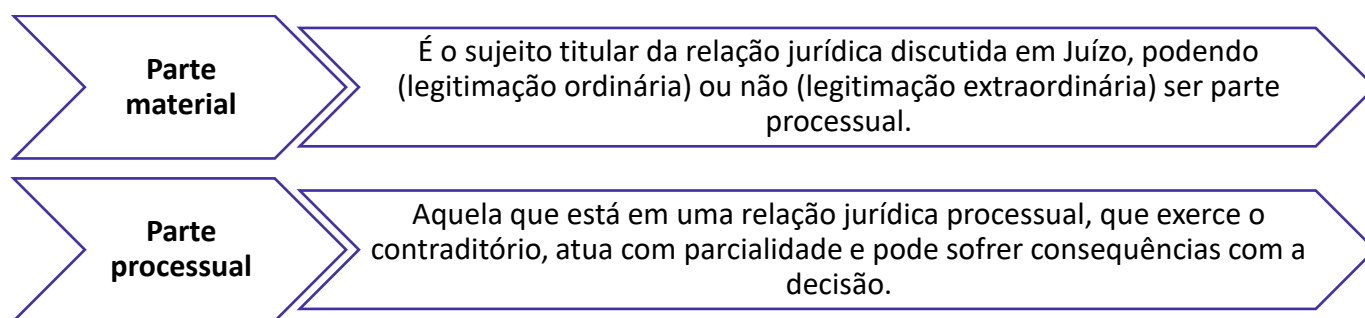 Parte
material
É o sujeito titular da relação jurídica discutida em Juízo, podendo
(legitimação ordinária) ou não (legitimação extraordinária) ser parte
processual.
Parte
processual
Aquela que está em uma relação jurídica processual, que exerce o
contraditório, atua com parcialidade e pode sofrer consequências com a
decisão.